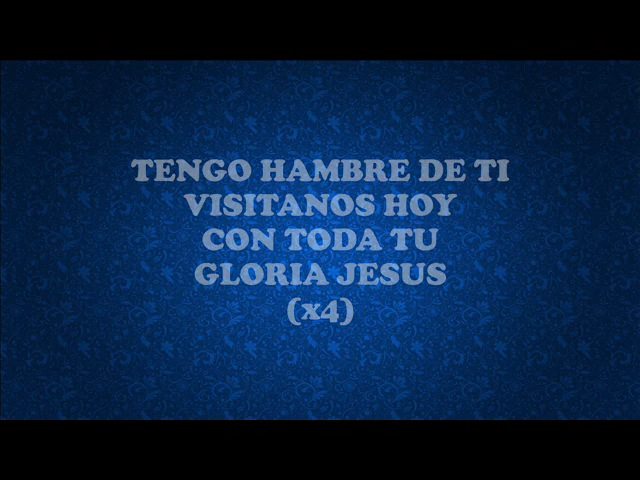 TENGO HAMBRE DE TI
VISITANOS HOY
CON TODA TU
GLORIA JESUS
(x4)